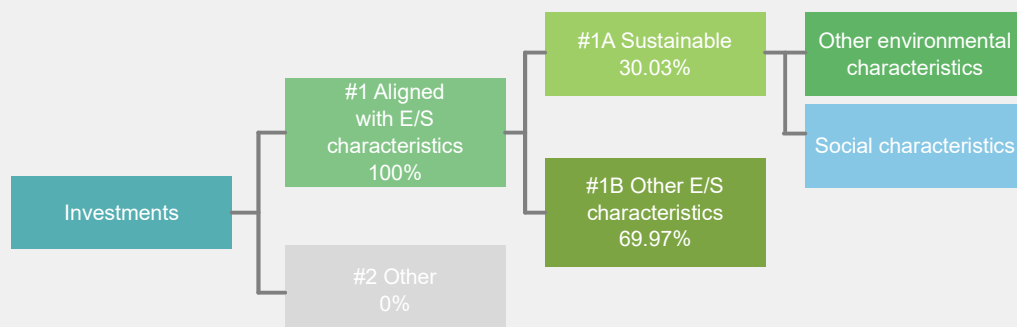 Investments
#1 Aligned
with E/S
characteristics
100%
#2 Other
0%
#1A Sustainable
30.03%
#1B Other E/S
characteristics
69.97%
Other environmental
characteristics
Social characteristics